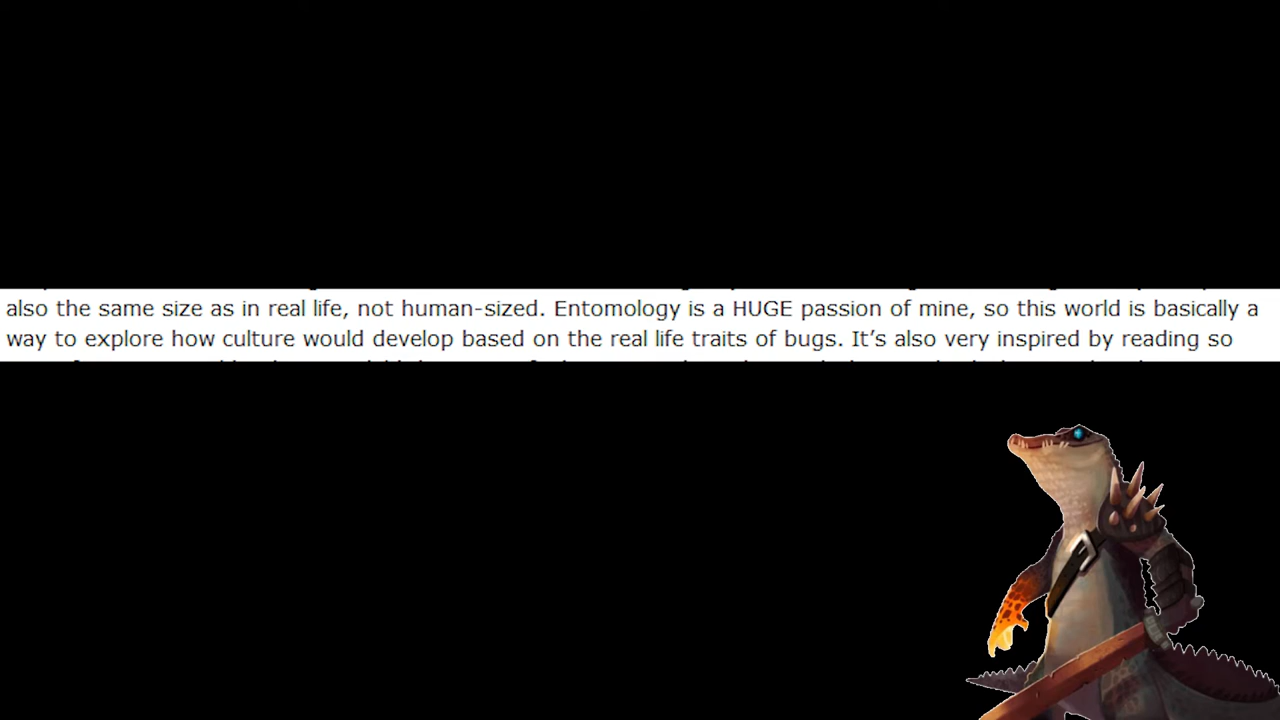 also the same size as in real life, not human-sized. Entomology is a HUGE passion of mine, so this world is basically a
way to explore how culture would develop based on the real life traits of bugs. It’s also very inspired by reading so